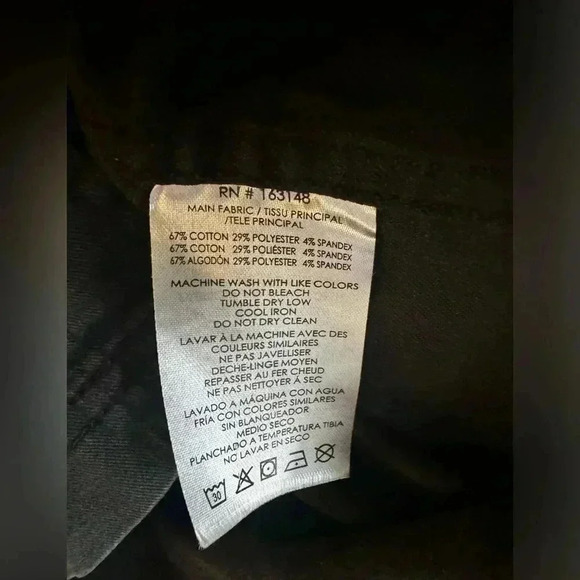 RN # 163148
MAIN FABRIC / TISSU PRINCIPAL
/TELE PRINCIPAL
67% COTTON 29% POLYESTER 4% SPANDEX
67% COTON 29% POLIÉSTER 4% SPANDEX
67% ALGODÓN 29% POLYESTER 4% SPANDEX
MACHINE WASH WITH LIKE COLORS
DO NOT BLEACH
TUMBLE DRY LOW
COOL IRON
DO NOT DRY CLEAN
LAVAR À LA MACHINE AVEC DES
COULEURS SIMILAIRES
NE PAS JAVELLISER
DECHE-LINGE MOYEN
REPASSER AU FER CHEUD
NE PAS NETTOYER Á SEC
LAVADO A MÁQUINA CON AGUA
FRÍA CON COLORES SIMILARES
SIN BLANQUEADOR
MEDIO SECO
PLANCHADO A TEMPERATURA TIBIA
NO LAVAR EN SECO
30